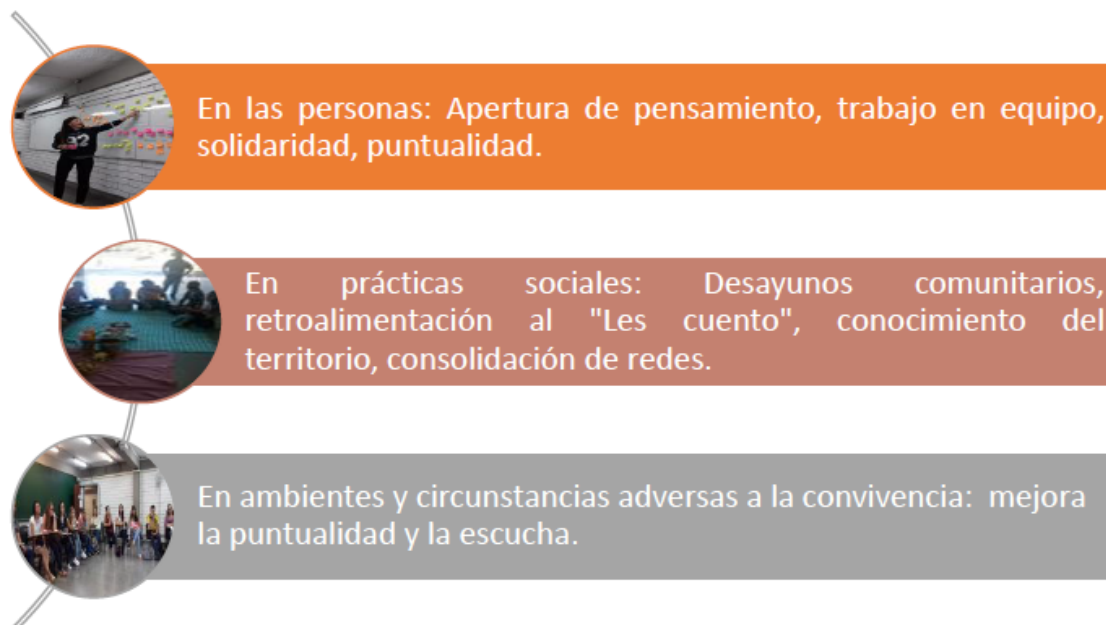 En las personas: Apertura de pensamiento, trabajo en equipo,
solidaridad, puntualidad.
En prácticas sociales: Desayunos comunitarios,
retroalimentación al "Les cuento", conocimiento del
territorio, consolidación de redes.
En ambientes y circunstancias adversas a la convivencia: mejora
la puntualidad y la escucha.